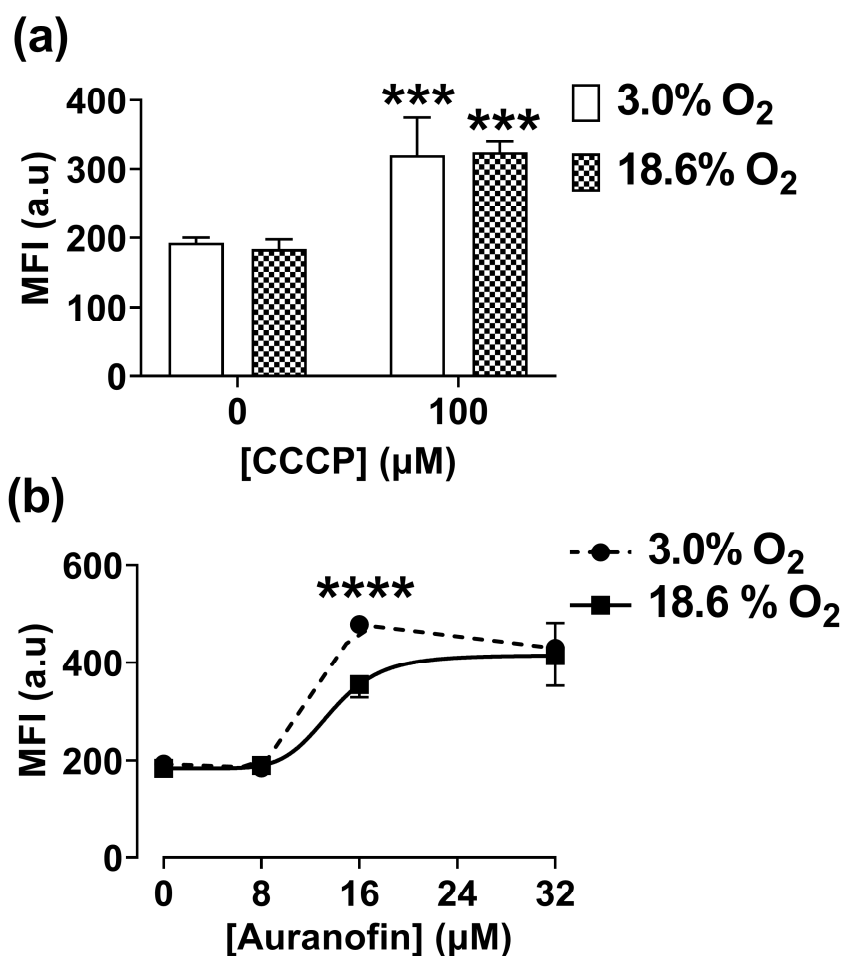 (a)
400
300
200
100
0
MFI (a.u)
***
***
3.0% O₂
18.6% O₂
0
100
[CCCP] (µM)
(b)
600
400
200
0
MFI (a.u)
****
3.0% O₂
18.6 % O₂
0
8
16
24
32
[Auranofin] (µM)